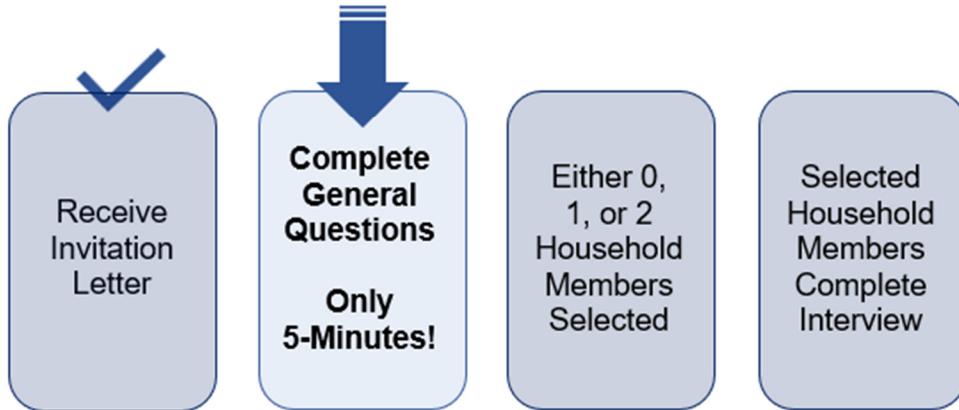 Receive
Invitation
Letter
Complete
General
Questions
Only
5-Minutes!
Either 0,
1, or 2
Household
Members
Selected
Selected
Household
Members
Complete
Interview